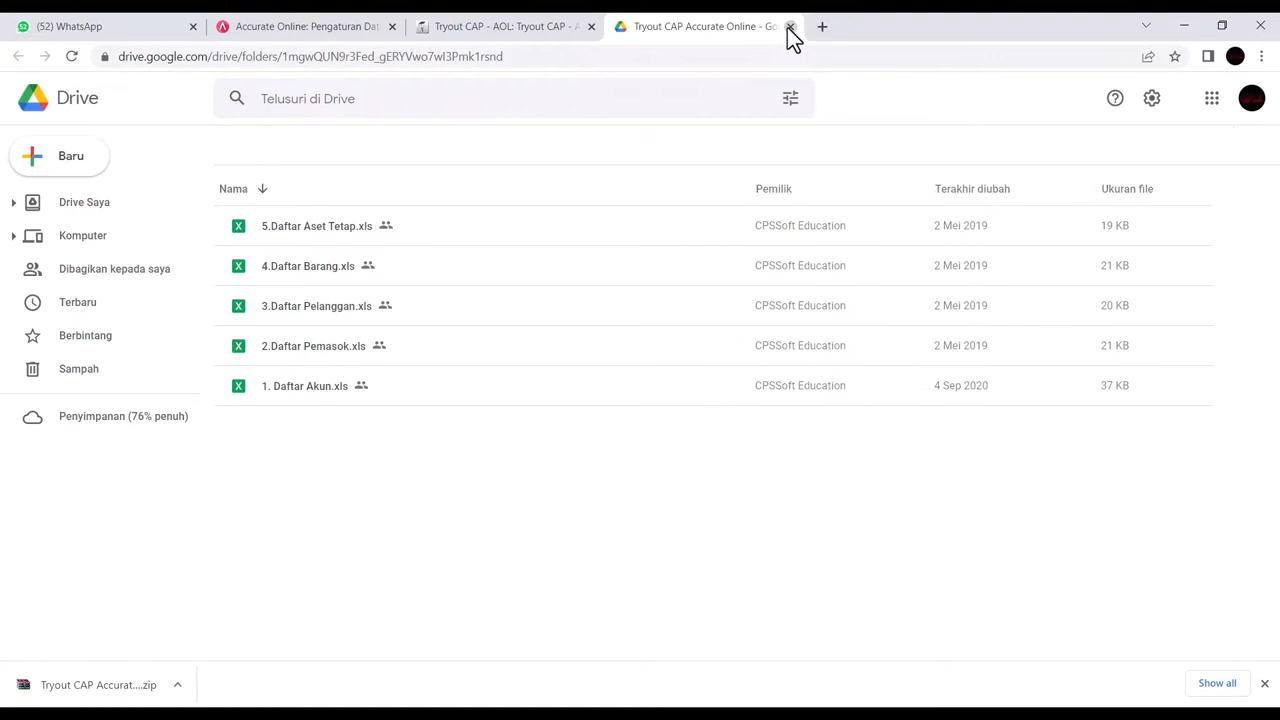 (52) WhatsApp
Accurate Online: Pengaturan Dat
Tryout CAP - AOL: Tryout CAP - A
Tryout CAP Accurate Online - Goo
drive.google.com/drive/folders/1mgwQUN9r3Fed_gERYVwo7wI3Pmk1rsnd
Drive
Telusuri di Drive
Baru
Drive Saya
Komputer
Dibagikan kepada saya
Terbaru
Berbintang
Sampah
Penyimpanan (76% penuh)
Nama Pemilik Terakhir diubah Ukuran file
5.Daftar Aset Tetap.xls CPSSoft Education 2 Mei 2019 19 KB
4.Daftar Barang.xls CPSSoft Education 2 Mei 2019 21 KB
3.Daftar Pelanggan.xls CPSSoft Education 2 Mei 2019 20 KB
2.Daftar Pemasok.xls CPSSoft Education 2 Mei 2019 21 KB
1. Daftar Akun.xls CPSSoft Education 4 Sep 2020 37 KB
Tryout CAP Accurat....zip
Show all